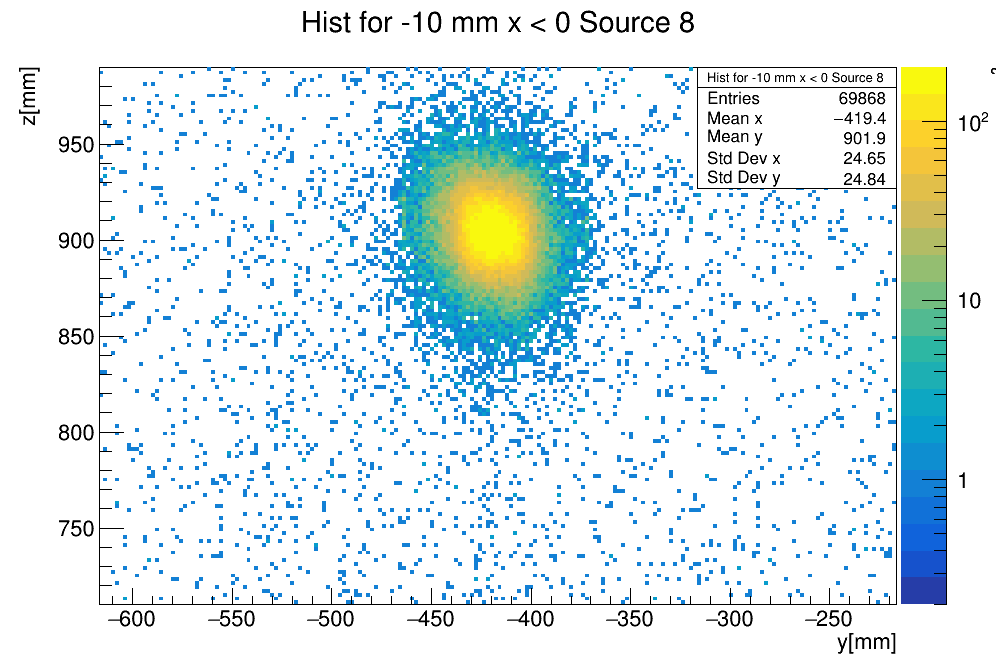 Hist for -10 mm x < 0 Source 8
z[mm]
Hist for -10 mm x < 0 Source 8
Entries 69868
Mean x −419.4
Mean y 901.9
Std Dev x 24.65
Std Dev y 24.84
950
900
850
800
750
10²
10
1
−600 −550 −500 −450 −400 −350 −300 −250
y[mm]